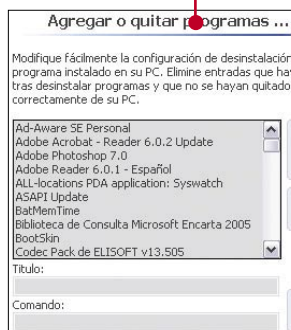 Agregar o quitar programas ...
Modifique fácilmente la configuración de desinstalación
programa instalado en su PC. Elimine entradas que ha
tras desinstalar programas y que no se hayan quitado
correctamente de su PC.
Ad-Aware SE Personal
Adobe Acrobat - Reader 6.0.2 Update
Adobe Photoshop 7.0
Adobe Reader 6.0.1 - Español
ALL-locations PDA application: Syswatch
ASAPI Update
BatMemTime
Biblioteca de Consulta Microsoft Encarta 2005
BootSkin
Codec Pack de ELISOFT v13.505
Título:
Comando: